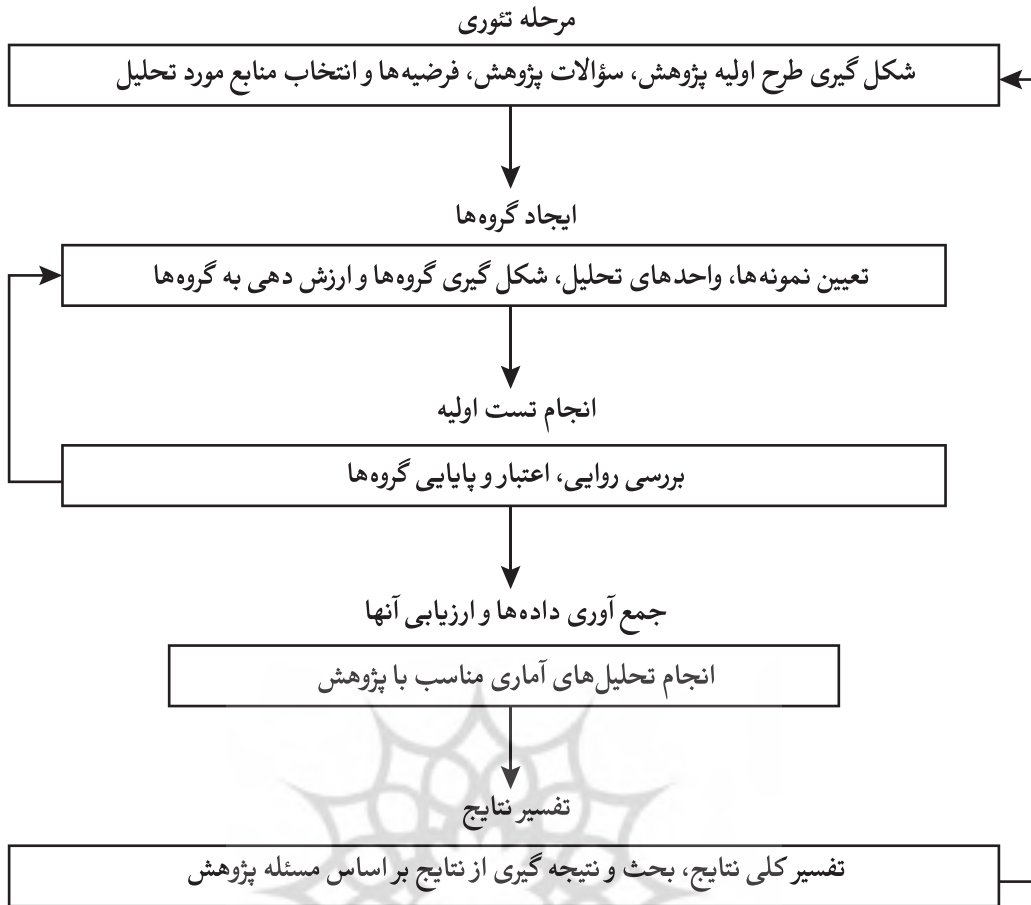 مرحله تئوری
شکل گیری طرح اولیه پژوهش، سؤالات پژوهش، فرضیه‌ها و انتخاب منابع مورد تحلیل
ایجاد گروه‌ها
تعیین نمونه‌ها، واحدهای تحلیل، شکل گیری گروه‌ها و ارزش دهی به گروه‌ها
انجام تست اولیه
بررسی روایی، اعتبار و پایایی گروه‌ها
جمع آوری داده‌ها و ارزیابی آنها
انجام تحلیل‌های آماری مناسب با پژوهش
تفسیر نتایج
تفسیر کلی نتایج، بحث و نتیجه گیری از نتایج بر اساس مسئله پژوهش